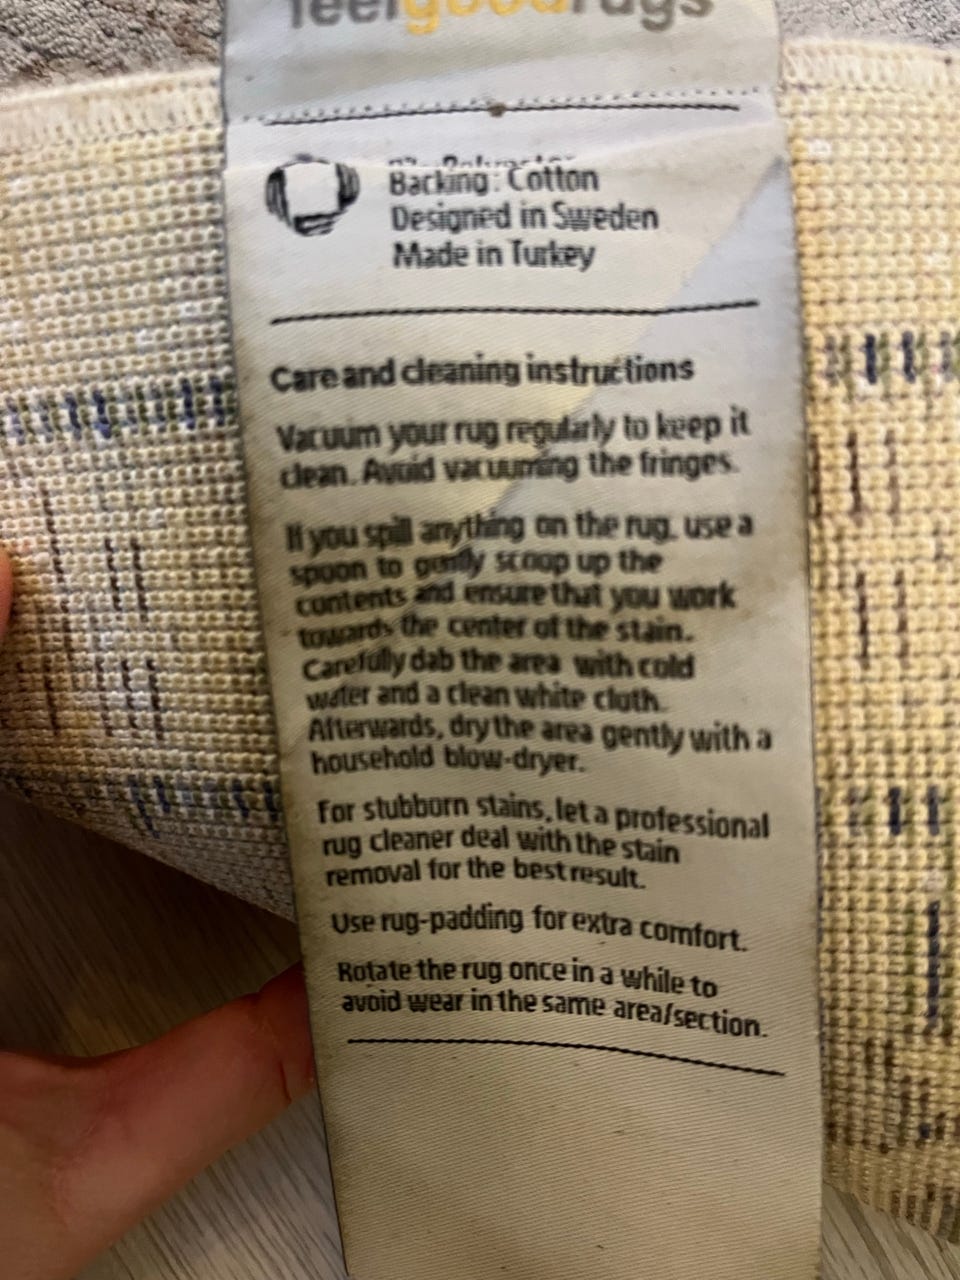 feelgoodrugs
Backing : Cotton
Designed in Sweden
Made in Turkey
Care and cleaning instructions
Vacuum your rug regularly to keep it
clean. Avoid vacuuming the fringes.
If you spill anything on the rug, use a
spoon to gently scoop up the
contents and ensure that you work
towards the center of the stain.
Carefully dab the area with cold
water and a clean white cloth.
Afterwards, dry the area gently with a
household blow-dryer.
For stubborn stains, let a professional
rug cleaner deal with the stain
removal for the best result.
Use rug-padding for extra comfort.
Rotate the rug once in a while to
avoid wear in the same area/section.